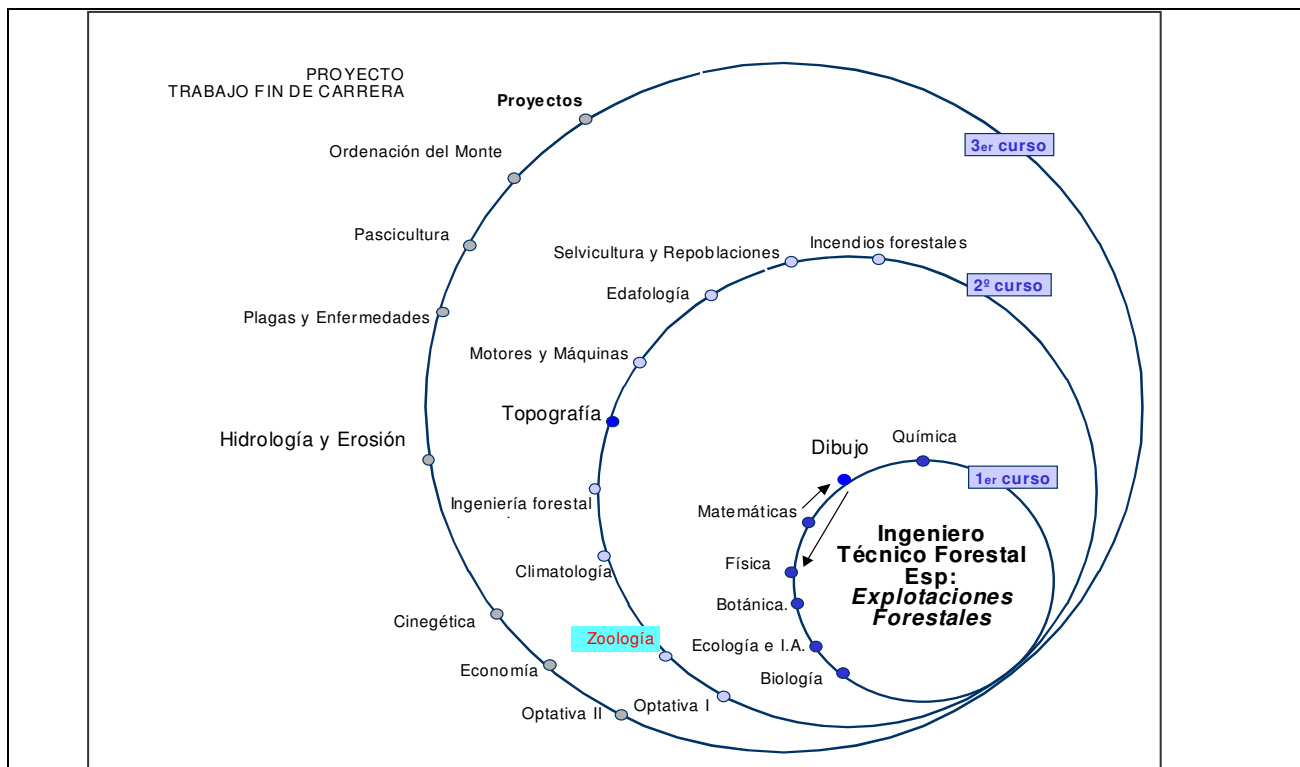 PROYECTO
TRABAJO FIN DE CARRERA
Proyectos
3er curso
Ordenación del Monte
Pascicultura
Selvicultura y Repoblaciones
Incendios forestales
2º curso
Edafología
Plagas y Enfermedades
Motores y Máquinas
Topografía
Hidrología y Erosión
Dibujo
Química
1er curso
Ingeniería forestal
Matemáticas
Ingeniero
Técnico Forestal
Esp:
Explotaciones
Forestales
Física
Climatología
Botánica.
Cinegética
Zoología
Ecología e I.A.
Economía
Biología
Optativa II
Optativa I